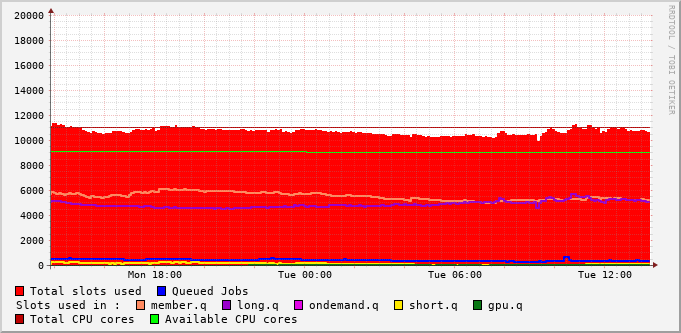 20000
18000
16000
14000
12000
10000
8000
6000
4000
2000
0
Mon 18:00 Tue 00:00 Tue 06:00 Tue 12:00
RRDTOOL / TOBI OETIKER
Total slots used Queued Jobs
Slots used in : member.q long.q ondemand.q short.q gpu.q
Total CPU cores Available CPU cores